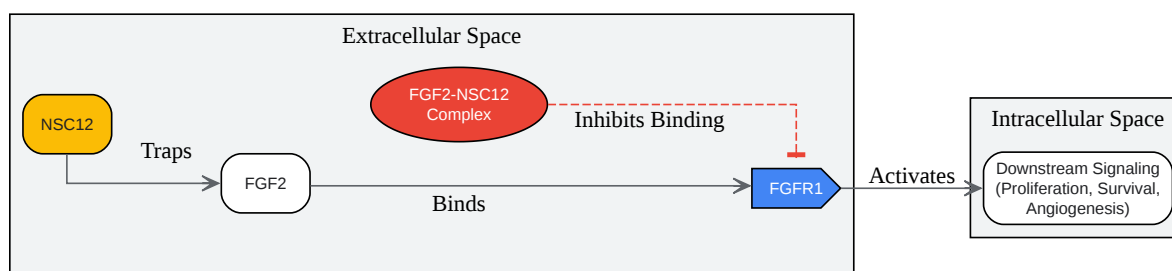 Extracellular Space
FGF2-NSC12
Complex
NSC12
Inhibits Binding
Intracellular Space
Traps
FGF2
Binds
FGFR1
Activates
Downstream Signaling
(Proliferation, Survival,
Angiogenesis)